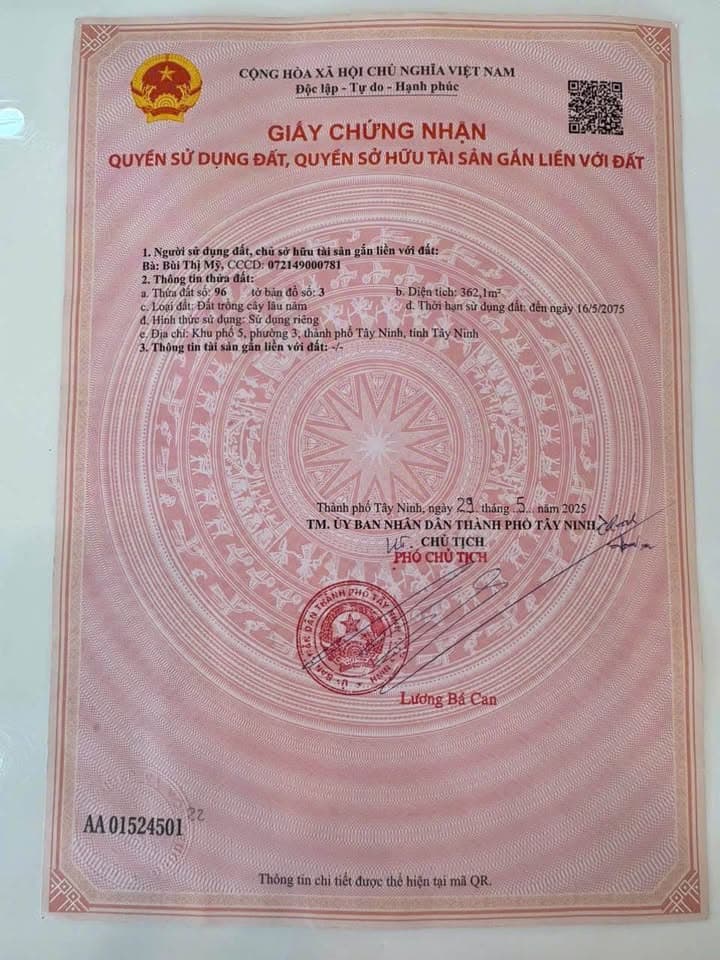 CỘNG HÒA XÃ HỘI CHỦ NGHĨA VIỆT NAM
Độc lập - Tự do - Hạnh phúc
GIẤY CHỨNG NHẬN
QUYỀN SỬ DỤNG ĐẤT, QUYỀN SỞ HỮU TÀI SẢN GẮN LIỀN VỚI ĐẤT
1. Người sử dụng đất, chủ sở hữu tài sản gắn liền với đất:
Bà: Bùi Thị Mỹ, CCCD: 072149000781
2. Thông tin thửa đất:
a. Thửa đất số: 96 tờ bản đồ số: 3 b. Diện tích: 362,1m²
c. Loại đất: Đất trồng cây lâu năm d. Thời hạn sử dụng đất: đến ngày 16/5/2075
đ. Hình thức sử dụng: Sử dụng riêng
e. Địa chỉ: Khu phố 5, phường 3, thành phố Tây Ninh, tỉnh Tây Ninh
3. Thông tin tài sản gắn liền với đất: -/-
Thành phố Tây Ninh, ngày 29 tháng 5 năm 2025
TM. ỦY BAN NHÂN DÂN THÀNH PHỐ TÂY NINH
KT. CHỦ TỊCH
PHÓ CHỦ TỊCH
Lương Bá Can
AA 01524501
22
Thông tin chi tiết được thể hiện tại mã QR.